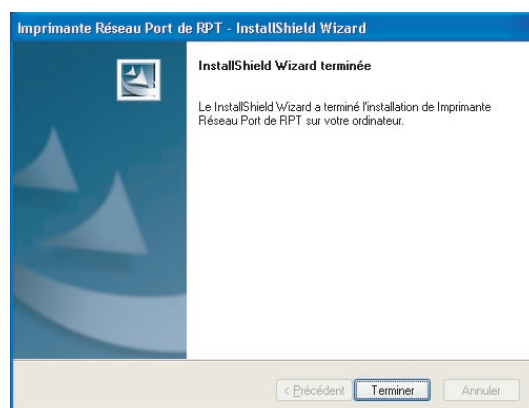 Imprimante Réseau Port de RPT - InstallShield Wizard
InstallShield Wizard terminée
Le InstallShield Wizard a terminé l'installation de Imprimante
Réseau Port de RPT sur votre ordinateur.
< Précédent Terminer Annuler